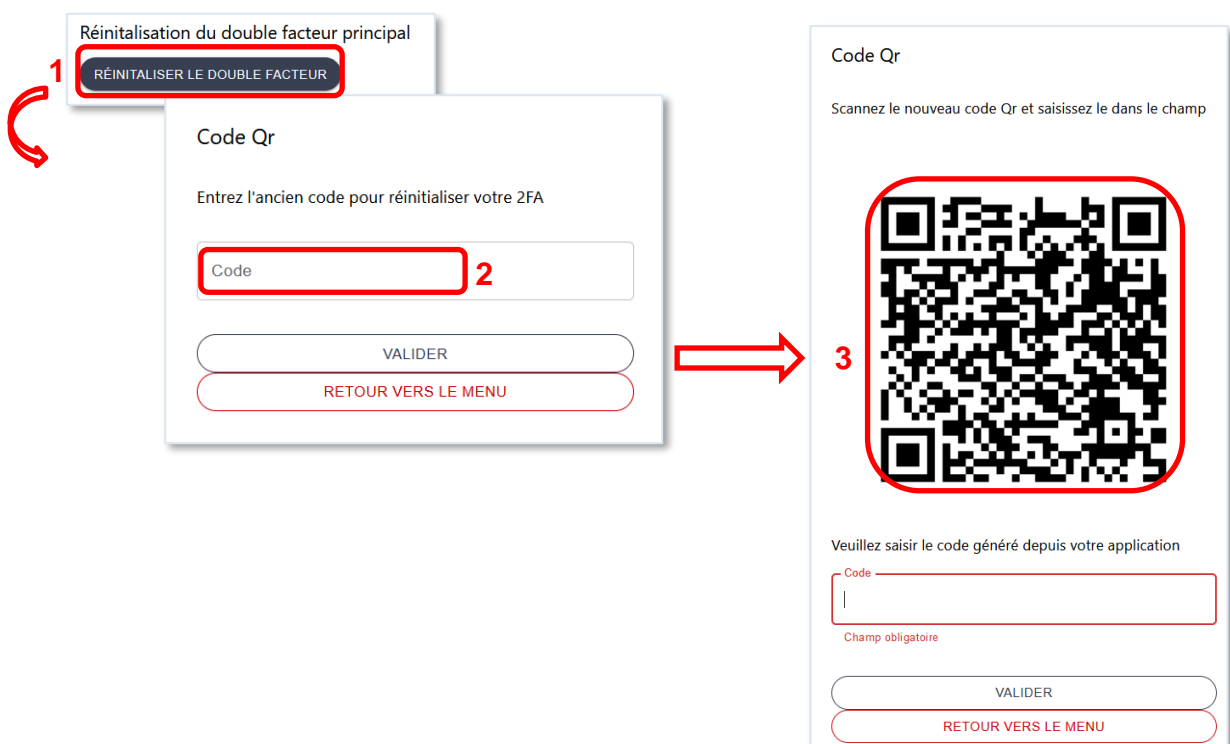 Réinitalisation du double facteur principal
1
RÉINITALISER LE DOUBLE FACTEUR
Code Qr
Entrez l'ancien code pour réinitialiser votre 2FA
Code
2
VALIDER
RETOUR VERS LE MENU
Code Qr
Scannez le nouveau code Qr et saisissez le dans le champ
3
Veuillez saisir le code généré depuis votre application
Code
Champ obligatoire
VALIDER
RETOUR VERS LE MENU